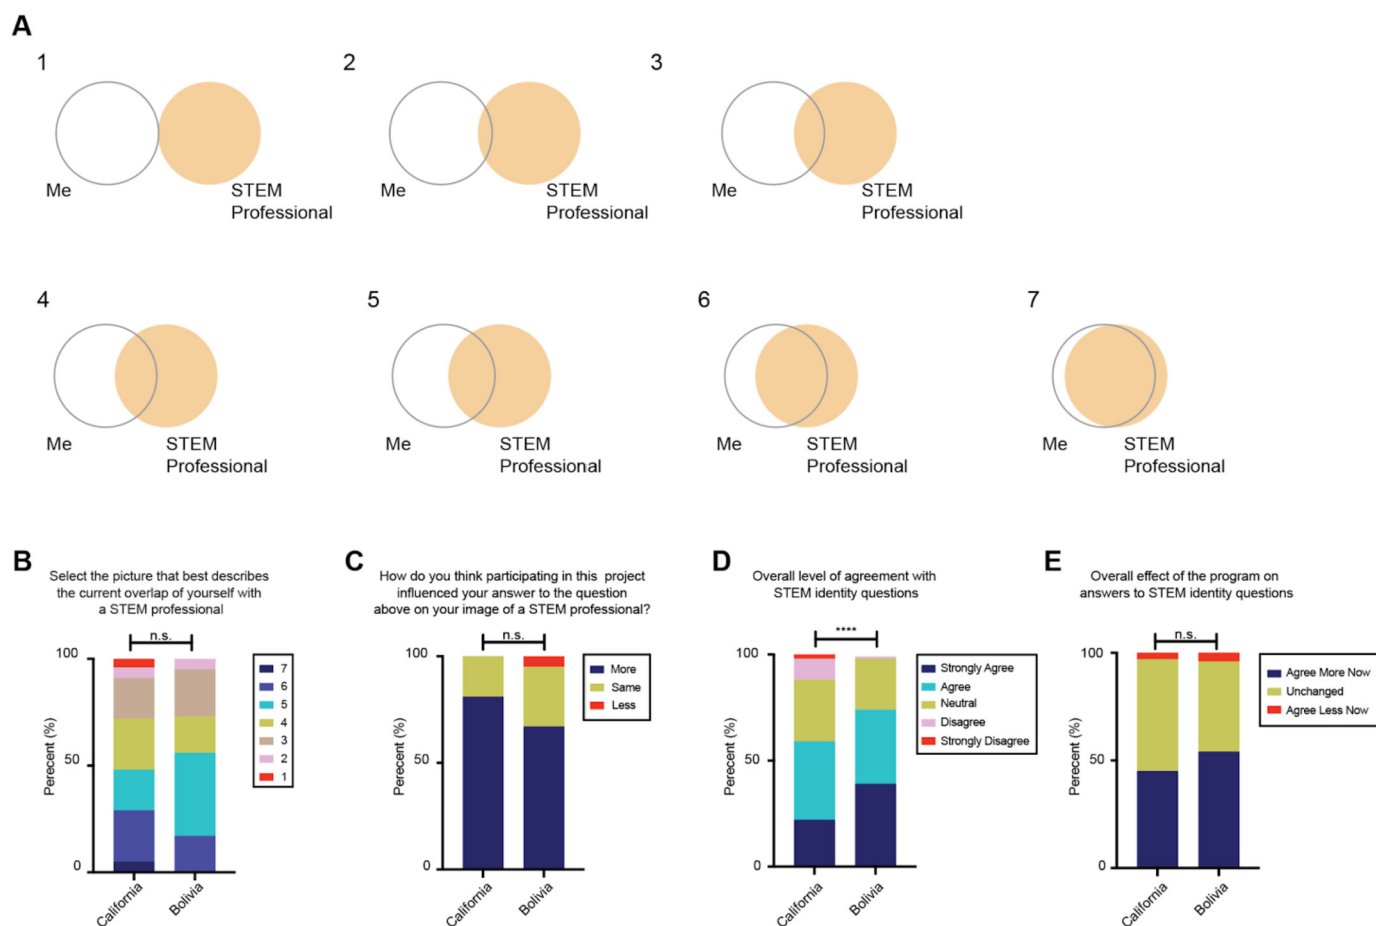 A
1
2
3
Me
STEM
Professional
Me
STEM
Professional
Me
STEM
Professional
4
5
6
7
Me
STEM
Professional
Me
STEM
Professional
Me
STEM
Professional
Me
STEM
Professional
B
Select the picture that best describes
the current overlap of yourself with
a STEM professional
n.s.
100
50
0
Perecent (%)
California
Bolivia
7
6
5
4
3
2
1
C
How do you think participating in this project
influenced your answer to the question
above on your image of a STEM professional?
n.s.
100
50
0
Perecent (%)
California
Bolivia
More
Same
Less
D
Overall level of agreement with
STEM identity questions
****
100
50
0
Perecent (%)
California
Bolivia
Strongly Agree
Agree
Neutral
Disagree
Strongly Disagree
E
Overall effect of the program on
answers to STEM identity questions
n.s.
100
50
0
Perecent (%)
California
Bolivia
Agree More Now
Unchanged
Agree Less Now